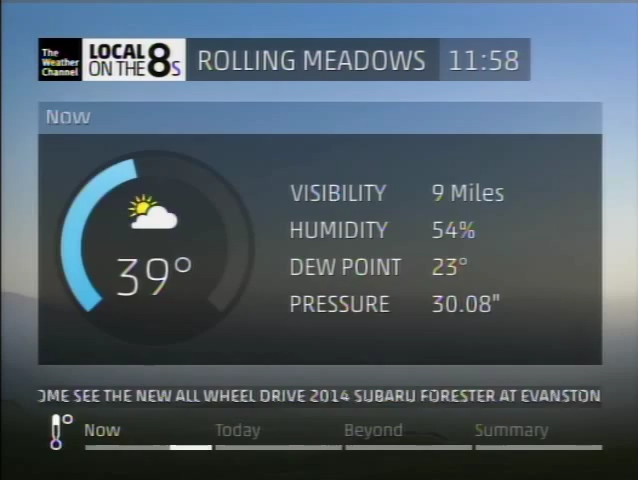 The Weather Channel
LOCAL ON THE 8s
ROLLING MEADOWS 11:58
Now
39°
VISIBILITY 9 Miles
HUMIDITY 54%
DEW POINT 23°
PRESSURE 30.08"
OME SEE THE NEW ALL WHEEL DRIVE 2014 SUBARU FORESTER AT EVANSTON
Now Today Beyond Summary